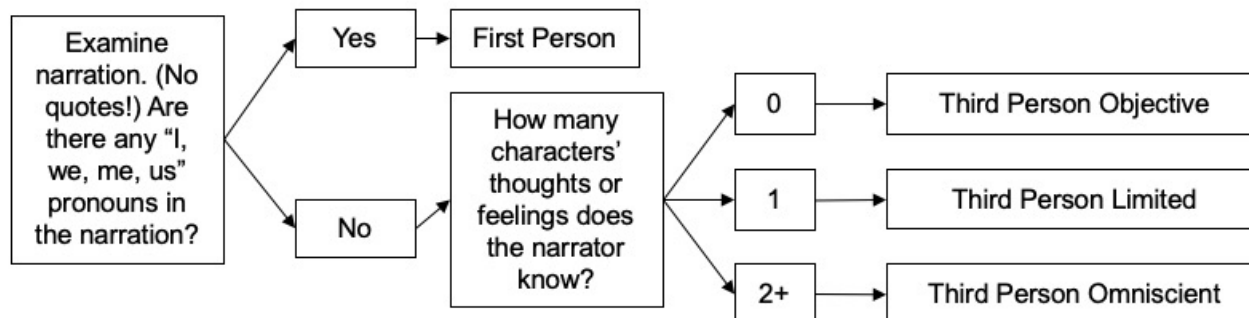 Examine
narration. (No
quotes!) Are
there any “I,
we, me, us”
pronouns in
the narration?
Yes
First Person
No
How many
characters’
thoughts or
feelings does
the narrator
know?
0
Third Person Objective
1
Third Person Limited
2+
Third Person Omniscient